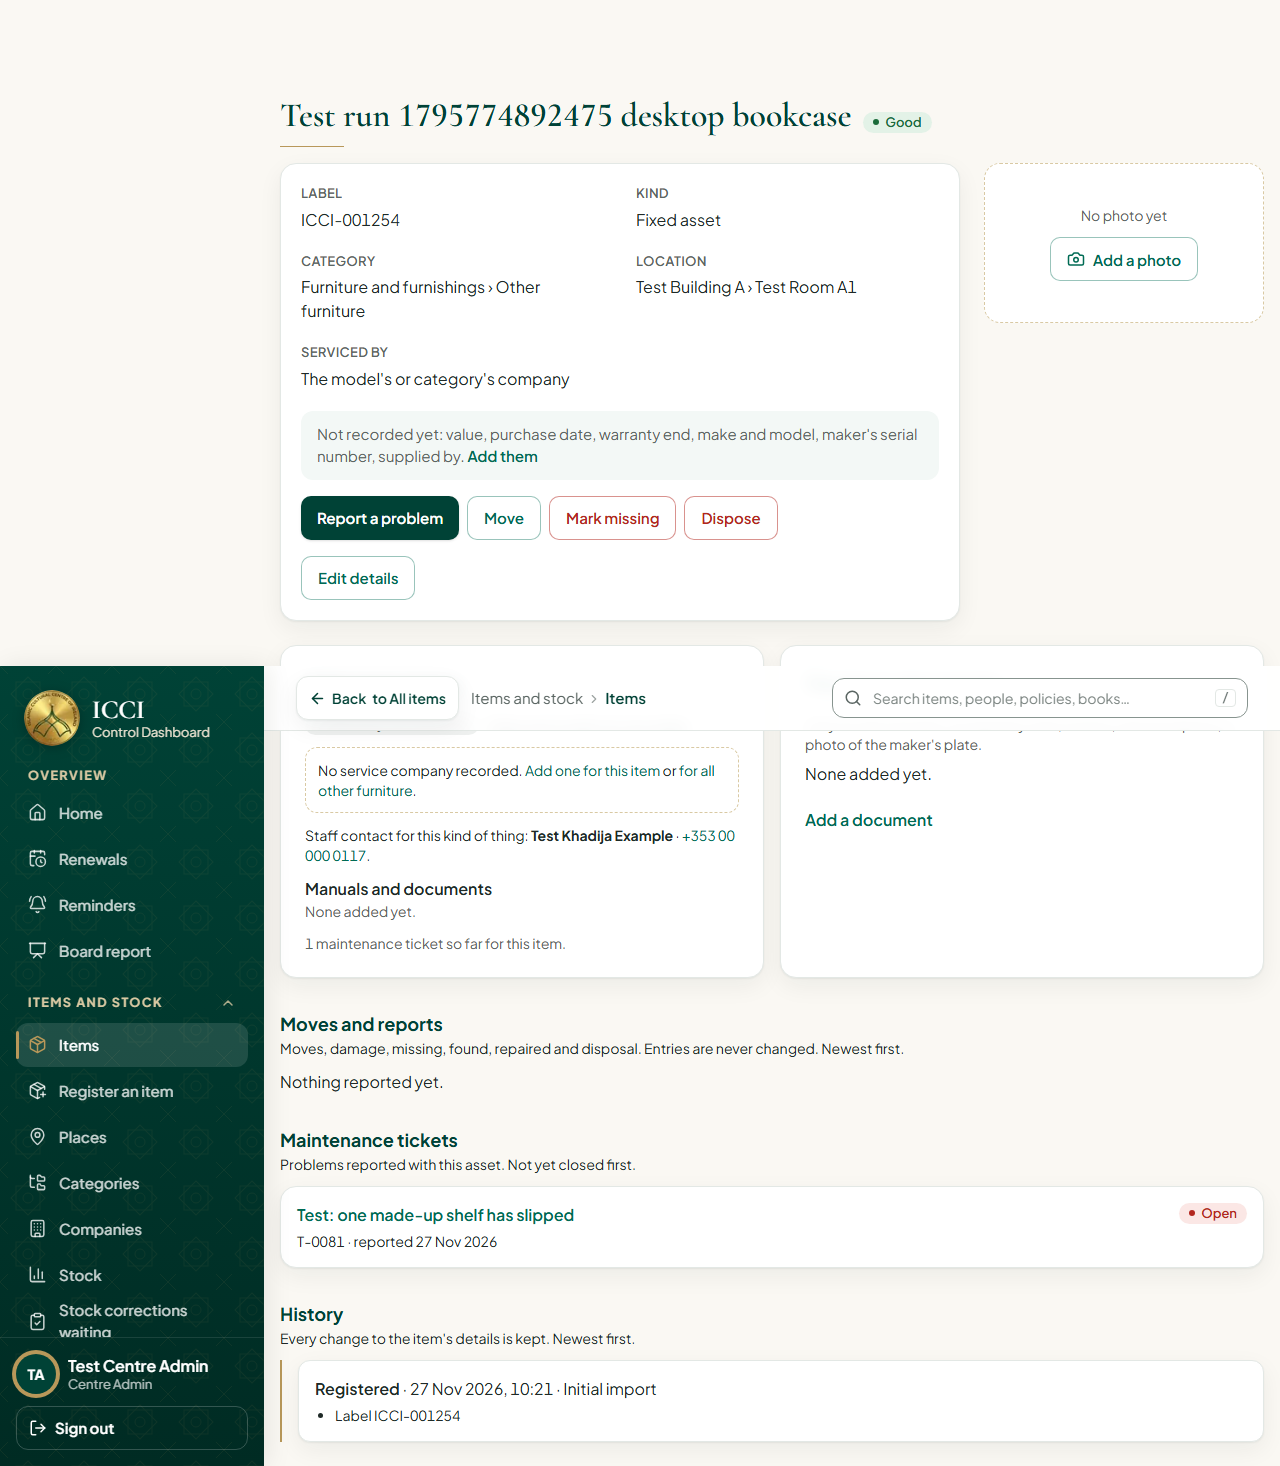 Test run 1795774892475 desktop bookcase
Good
LABEL
ICCI-001254
KIND
Fixed asset
CATEGORY
Furniture and furnishings › Other
furniture
LOCATION
Test Building A › Test Room A1
SERVICED BY
The model's or category's company
Not recorded yet: value, purchase date, warranty end, make and model, maker's serial
number, supplied by. Add them
Report a problem
Move
Mark missing
Dispose
Edit details
No photo yet
Add a photo
ICCI
Control Dashboard
OVERVIEW
Home
Renewals
Reminders
Board report
ITEMS AND STOCK
Items
Register an item
Places
Categories
Companies
Stock
Stock corrections
waiting
TA
Test Centre Admin
Centre Admin
Sign out
Back to All items
Items and stock › Items
Search items, people, policies, books…
/
No service company recorded. Add one for this item or for all
other furniture.
Staff contact for this kind of thing: Test Khadija Example · +353 00
000 0117.
Manuals and documents
None added yet.
1 maintenance ticket so far for this item.
photo of the maker's plate.
None added yet.
Add a document
Moves and reports
Moves, damage, missing, found, repaired and disposal. Entries are never changed. Newest first.
Nothing reported yet.
Maintenance tickets
Problems reported with this asset. Not yet closed first.
Test: one made-up shelf has slipped
T-0081 · reported 27 Nov 2026
Open
History
Every change to the item's details is kept. Newest first.
Registered · 27 Nov 2026, 10:21 · Initial import
Label ICCI-001254